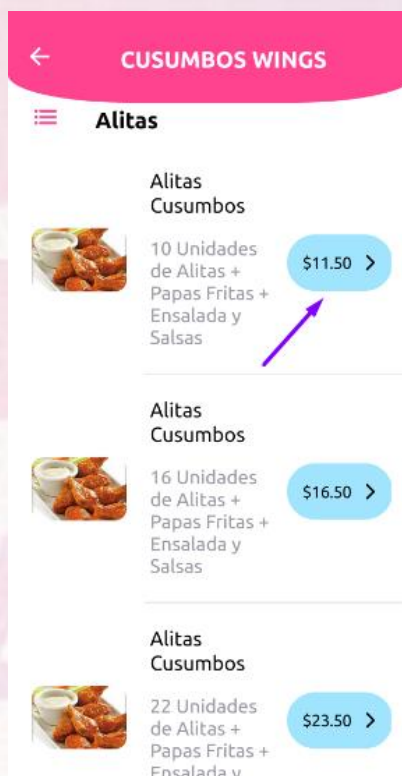 CUSUMBOS WINGS
Alitas
Alitas
Cusumbos
10 Unidades
de Alitas +
Papas Fritas +
Ensalada y
Salsas
$11.50
Alitas
Cusumbos
16 Unidades
de Alitas +
Papas Fritas +
Ensalada y
Salsas
$16.50
Alitas
Cusumbos
22 Unidades
de Alitas +
Papas Fritas +
Ensalada y
$23.50